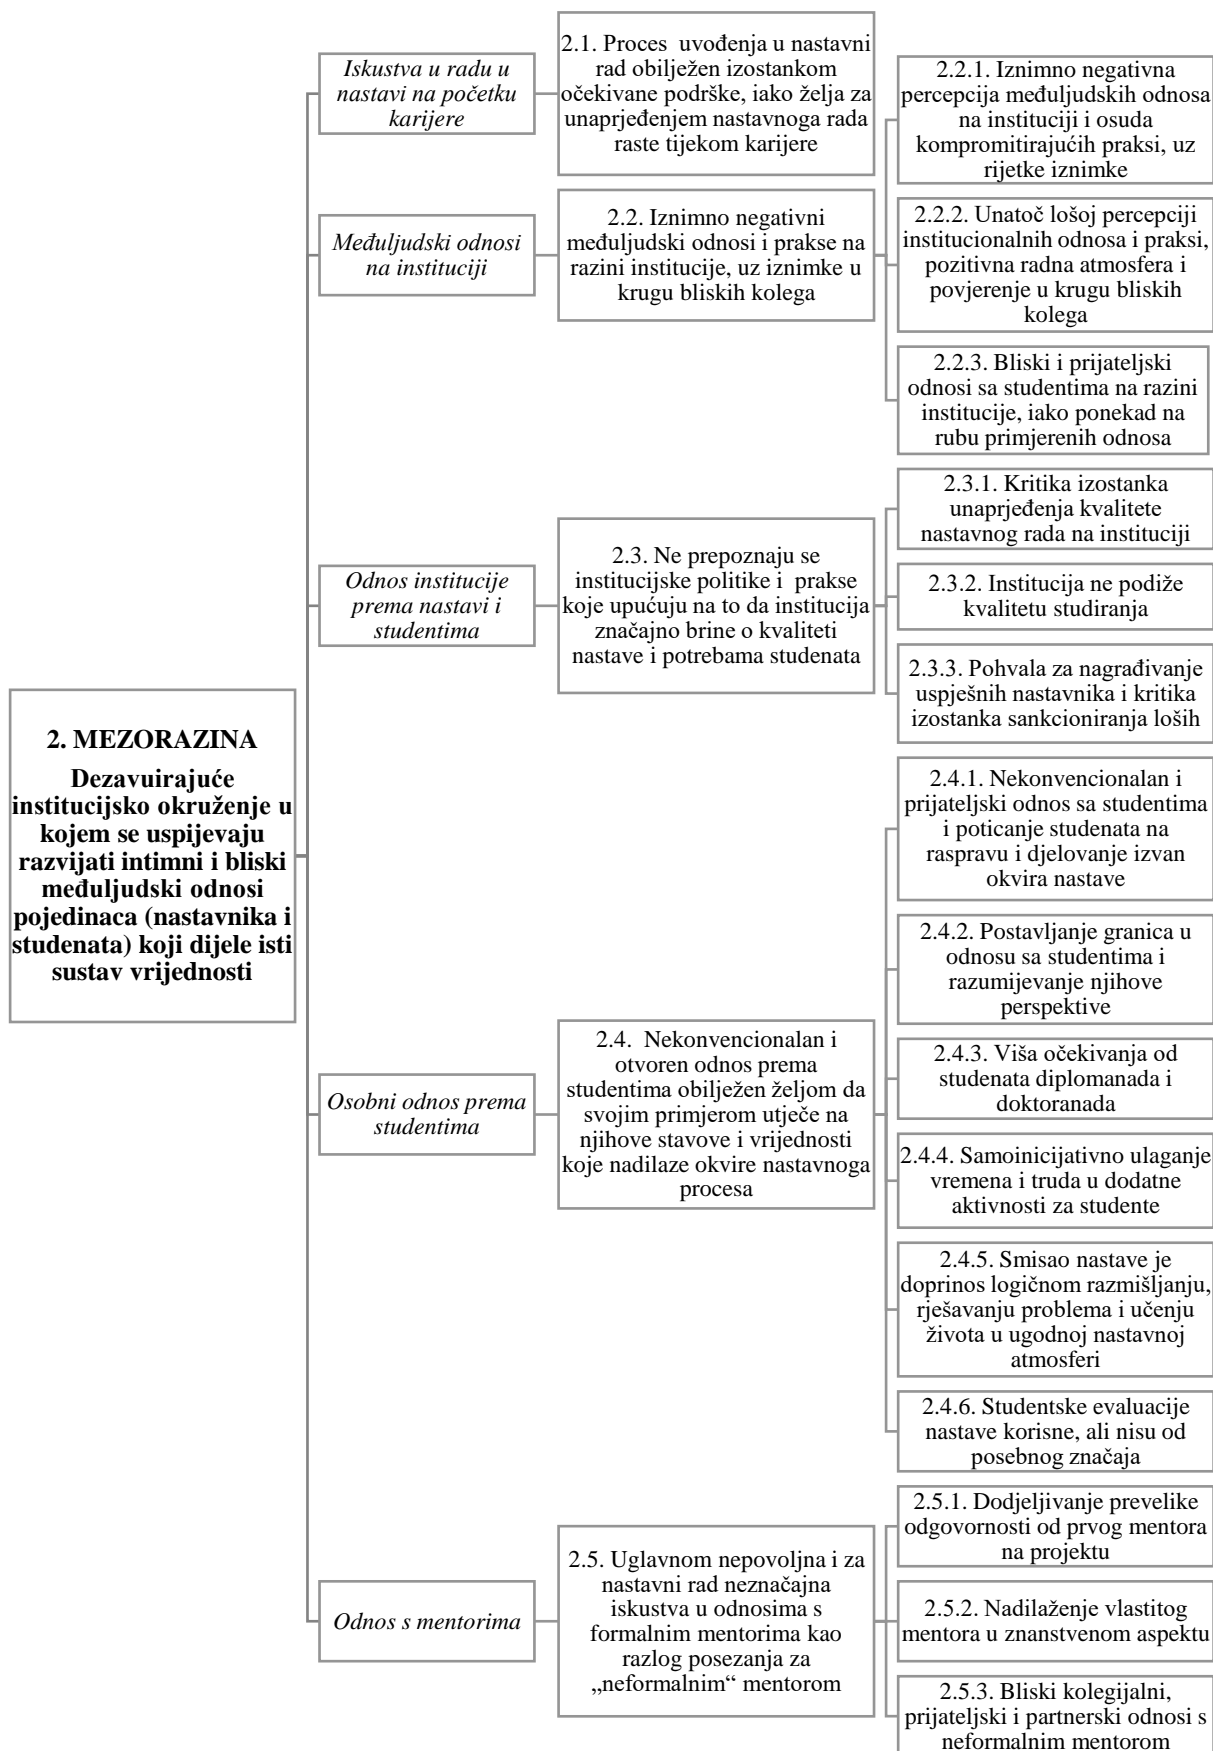 2. MEZORAZINA
Dezavuirajuće
institucijsko okruženje u
kojem se uspijevaju
razvijati intimni i bliski
međuljudski odnosi
pojedinaca (nastavnika i
studenata) koji dijele isti
sustav vrijednosti
Iskustva u radu u
nastavi na početku
karijere
2.1. Proces uvođenja u nastavni
rad obilježen izostankom
očekivane podrške, iako želja za
unaprjeđenjem nastavnoga rada
raste tijekom karijere
Međuljudski odnosi
na instituciji
2.2. Iznimno negativni
međuljudski odnosi i prakse na
razini institucije, uz iznimke u
krugu bliskih kolega
2.2.1. Iznimno negativna
percepcija međuljudskih odnosa
na instituciji i osuda
kompromitirajućih praksi, uz
rijetke iznimke
2.2.2. Unatoč lošoj percepciji
institucionalnih odnosa i praksi,
pozitivna radna atmosfera i
povjerenje u krugu bliskih
kolega
2.2.3. Bliski i prijateljski
odnosi sa studentima na razini
institucije, iako ponekad na
rubu primjerenih odnosa
Odnos institucije
prema nastavi i
studentima
2.3. Ne prepoznaju se
institucijske politike i prakse
koje upućuju na to da institucija
značajno brine o kvaliteti
nastave i potrebama studenata
2.3.1. Kritika izostanka
unaprjeđenja kvalitete
nastavnog rada na instituciji
2.3.2. Institucija ne podiže
kvalitetu studiranja
2.3.3. Pohvala za nagrađivanje
uspješnih nastavnika i kritika
izostanka sankcioniranja loših
Osobni odnos prema
studentima
2.4. Nekonvencionalan i
otvoren odnos prema
studentima obilježen željom da
svojim primjerom utječe na
njihove stavove i vrijednosti
koje nadilaze okvire nastavnoga
procesa
2.4.1. Nekonvencionalan i
prijateljski odnos sa studentima
i poticanje studenata na
raspravu i djelovanje izvan
okvira nastave
2.4.2. Postavljanje granica u
odnosu sa studentima i
razumijevanje njihove
perspektive
2.4.3. Viša očekivanja od
studenata diplomanada i
doktoranada
2.4.4. Samoinicijativno ulaganje
vremena i truda u dodatne
aktivnosti za studente
2.4.5. Smisao nastave je
doprinos logičnom razmišljanju,
rješavanju problema i učenju
života u ugodnoj nastavnoj
atmosferi
2.4.6. Studentske evaluacije
nastave korisne, ali nisu od
posebnog značaja
Odnos s mentorima
2.5. Uglavnom nepovoljna i za
nastavni rad neznačajna
iskustva u odnosima s
formalnim mentorima kao
razlog posezanja za
„neformalnim“ mentorom
2.5.1. Dodjeljivanje prevelike
odgovornosti od prvog mentora
na projektu
2.5.2. Nadilaženje vlastitog
mentora u znanstvenom aspektu
2.5.3. Bliski kolegijalni,
prijateljski i partnerski odnosi s
neformalnim mentorom